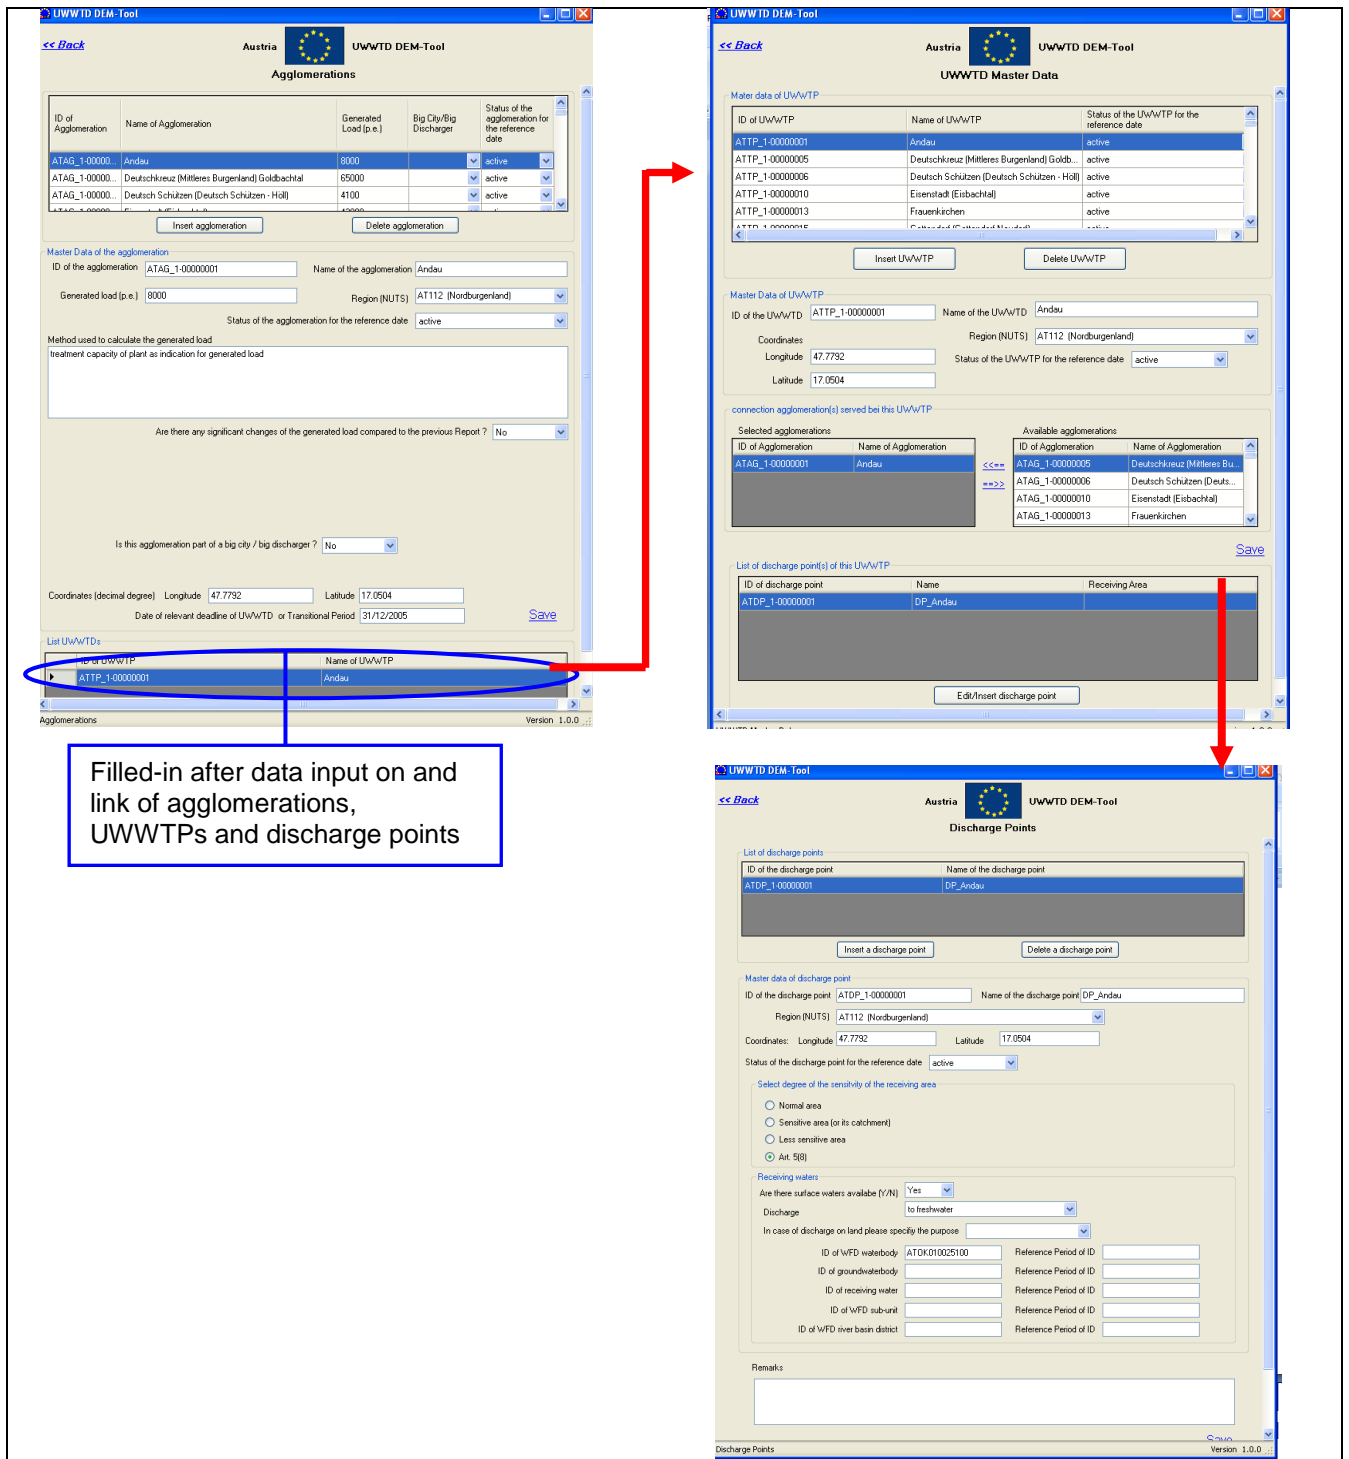 UWWTD DEM-Tool
<< Back
Austria
UWWTD DEM-Tool
Agglomerations
ID of Agglomeration
Name of Agglomeration
Generated Load (p.e.)
Big City/Big Discharger
Status of the agglomeration for the reference date
ATAG_1-00000... Andau 8000 active
ATAG_1-00000... Deutschkreuz (Mittleres Burgenland) Goldbachtal 65000 active
ATAG_1-00000... Deutsch Schützen (Deutsch Schützen - Höll) 4100 active
Insert agglomeration
Delete agglomeration
Master Data of the agglomeration
ID of the agglomeration ATAG_1-00000001 Name of the agglomeration Andau
Generated load (p.e.) 8000 Region (NUTS) AT112 (Nordburgenland)
Status of the agglomeration for the reference date active
Method used to calculate the generated load
treatment capacity of plant as indication for generated load
Are there any significant changes of the generated load compared to the previous Report ? No
Is this agglomeration part of a big city / big discharger ? No
Coordinates (decimal degree) Longitude 47.7792 Latitude 17.0504
Date of relevant deadline of UWWTD or Transitional Period 31/12/2005
Save
List UWWTDs
ID of UWWTP Name of UWWTP
ATTP_1-00000001 Andau
Agglomerations Version 1.0.0
Filled-in after data input on and
link of agglomerations,
UWWTPs and discharge points
UWWTD DEM-Tool
<< Back
Austria
UWWTD DEM-Tool
UWWTD Master Data
Mater data of UWWTP
ID of UWWTP Name of UWWTP Status of the UWWTP for the reference date
ATTP_1-00000001 Andau active
ATTP_1-00000005 Deutschkreuz (Mittleres Burgenland) Goldb... active
ATTP_1-00000006 Deutsch Schützen (Deutsch Schützen - Höll) active
ATTP_1-00000010 Eisenstadt (Eisbachtal) active
ATTP_1-00000013 Frauenkirchen active
Insert UWWTP
Delete UWWTP
Master Data of UWWTP
ID of the UWWTD ATTP_1-00000001 Name of the UWWTD Andau
Coordinates Region (NUTS) AT112 (Nordburgenland)
Longitude 47.7792 Status of the UWWTP for the reference date active
Latitude 17.0504
connection agglomeration(s) served bei this UWWTP
Selected agglomerations Available agglomerations
ID of Agglomeration Name of Agglomeration ID of Agglomeration Name of Agglomeration
ATAG_1-00000001 Andau <<== ATAG_1-00000005 Deutschkreuz (Mittleres Bu...
==>> ATAG_1-00000006 Deutsch Schützen (Deuts...
ATAG_1-00000010 Eisenstadt (Eisbachtal)
ATAG_1-00000013 Frauenkirchen
Save
List of discharge point(s) of this UWWTP
ID of discharge point Name Receiving Area
ATDP_1-00000001 DP_Andau
Edit/Insert discharge point
UWWTD DEM-Tool
<< Back
Austria
UWWTD DEM-Tool
Discharge Points
List of discharge points
ID of the discharge point Name of the discharge point
ATDP_1-00000001 DP_Andau
Insert a discharge point
Delete a discharge point
Master data of discharge point
ID of the discharge point ATDP_1-00000001 Name of the discharge point DP_Andau
Region (NUTS) AT112 (Nordburgenland)
Coordinates: Longitude 47.7792 Latitude 17.0504
Status of the discharge point for the reference date active
Select degree of the sensitvity of the receiving area
Normal area
Sensitive area (or its catchment)
Less sensitive area
Art. 5(8)
Receiving waters
Are there surface waters availabe (Y/N) Yes
Discharge to freshwater
In case of discharge on land please specifiy the purpose
ID of WFD waterbody ATOK010025100 Reference Period of ID
ID of groundwaterbody Reference Period of ID
ID of receiving water Reference Period of ID
ID of WFD sub-unit Reference Period of ID
ID of WFD river basin district Reference Period of ID
Remarks
Save
Discharge Points Version 1.0.0